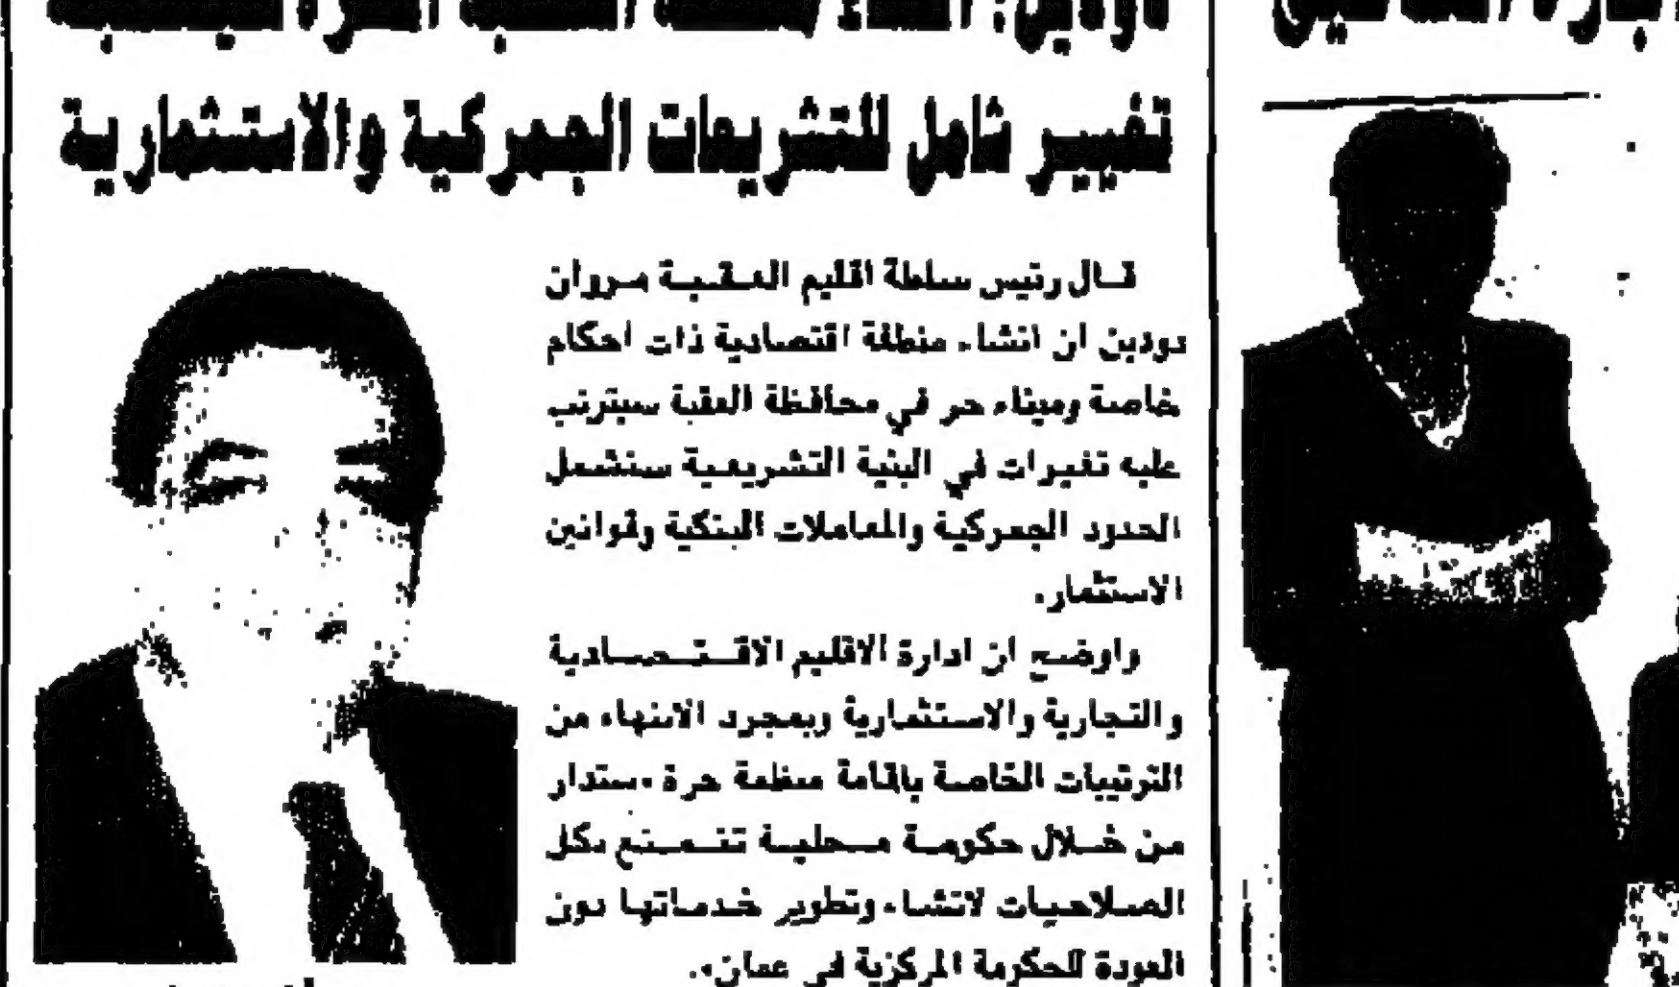 تغيير شامل للتشريعات الجمركية والاستثمارية
قال رئيس سلطة اقليم العقبة مروان
دودين ان انشاء منطقة اقتصادية ذات احكام
خاصة وميناء حر في محافظة العقبة سيترتب
عليه تغيرات في البنية التشريعية ستشمل
الحدود الجمركية والمعاملات البنكية وقوانين
الاستثمار.
واوضح ان ادارة الاقليم الاقتصادية
والتجارية والاستثمارية وبمجرد الانتهاء من
الترتيبات الخاصة باقامة منطقة حرة «ستدار
من خلال حكومة محلية تتمتع بكل
الصلاحيات لانشاء وتطوير خدماتها دون
العودة للحكومة المركزية في عمان».